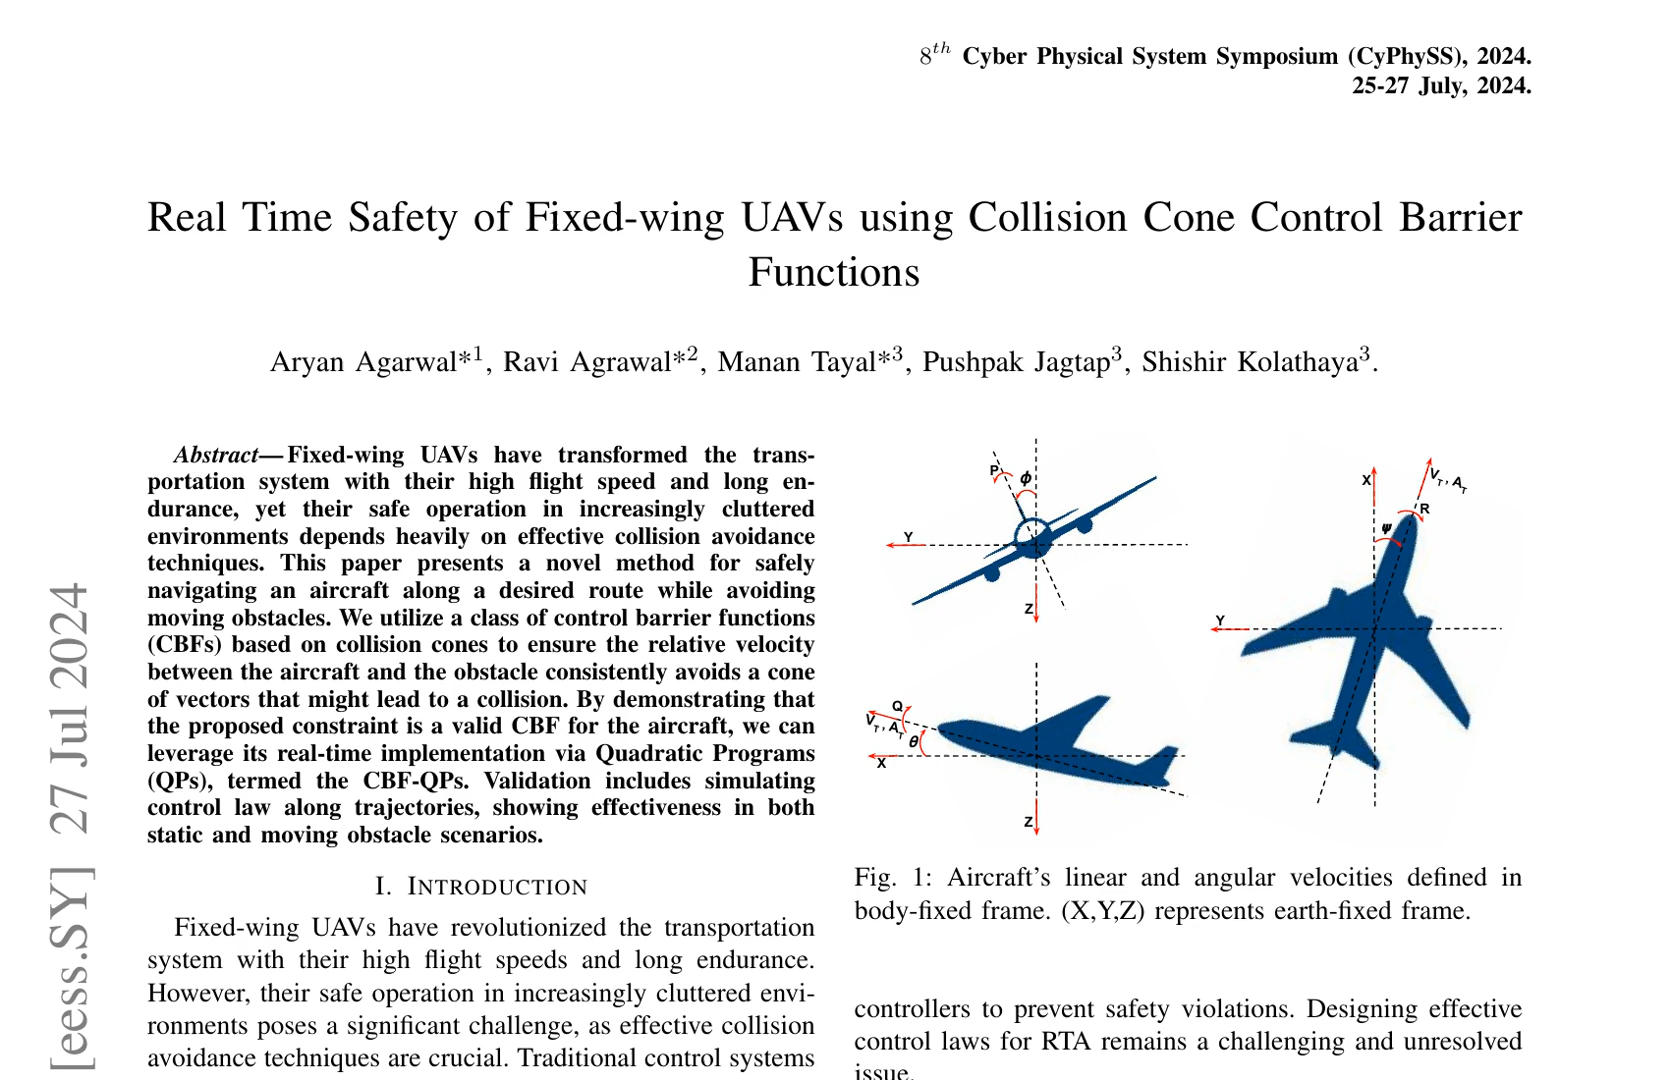 8th Cyber Physical System Symposium (CyPhySS), 2024.
25-27 July, 2024.
Real Time Safety of Fixed-wing UAVs using Collision Cone Control Barrier
Functions
Aryan Agarwal*1, Ravi Agrawal*2, Manan Tayal*3, Pushpak Jagtap3, Shishir Kolathaya3.
Abstract—Fixed-wing UAVs have transformed the trans-
portation system with their high flight speed and long en-
durance, yet their safe operation in increasingly cluttered
environments depends heavily on effective collision avoidance
techniques. This paper presents a novel method for safely
navigating an aircraft along a desired route while avoiding
moving obstacles. We utilize a class of control barrier functions
(CBFs) based on collision cones to ensure the relative velocity
between the aircraft and the obstacle consistently avoids a cone
of vectors that might lead to a collision. By demonstrating that
the proposed constraint is a valid CBF for the aircraft, we can
leverage its real-time implementation via Quadratic Programs
(QPs), termed the CBF-QPs. Validation includes simulating
control law along trajectories, showing effectiveness in both
static and moving obstacle scenarios.
I. INTRODUCTION
Fixed-wing UAVs have revolutionized the transportation
system with their high flight speeds and long endurance.
However, their safe operation in increasingly cluttered envi-
ronments poses a significant challenge, as effective collision
avoidance techniques are crucial. Traditional control systems
P ϕ
Y
Z
X
V_T, A_T
R
ψ
Y
Q
V_T, A_T
θ
X
Z
Fig. 1: Aircraft's linear and angular velocities defined in
body-fixed frame. (X,Y,Z) represents earth-fixed frame.
controllers to prevent safety violations. Designing effective
control laws for RTA remains a challenging and unresolved
issue.
[eess.SY] 27 Jul 2024